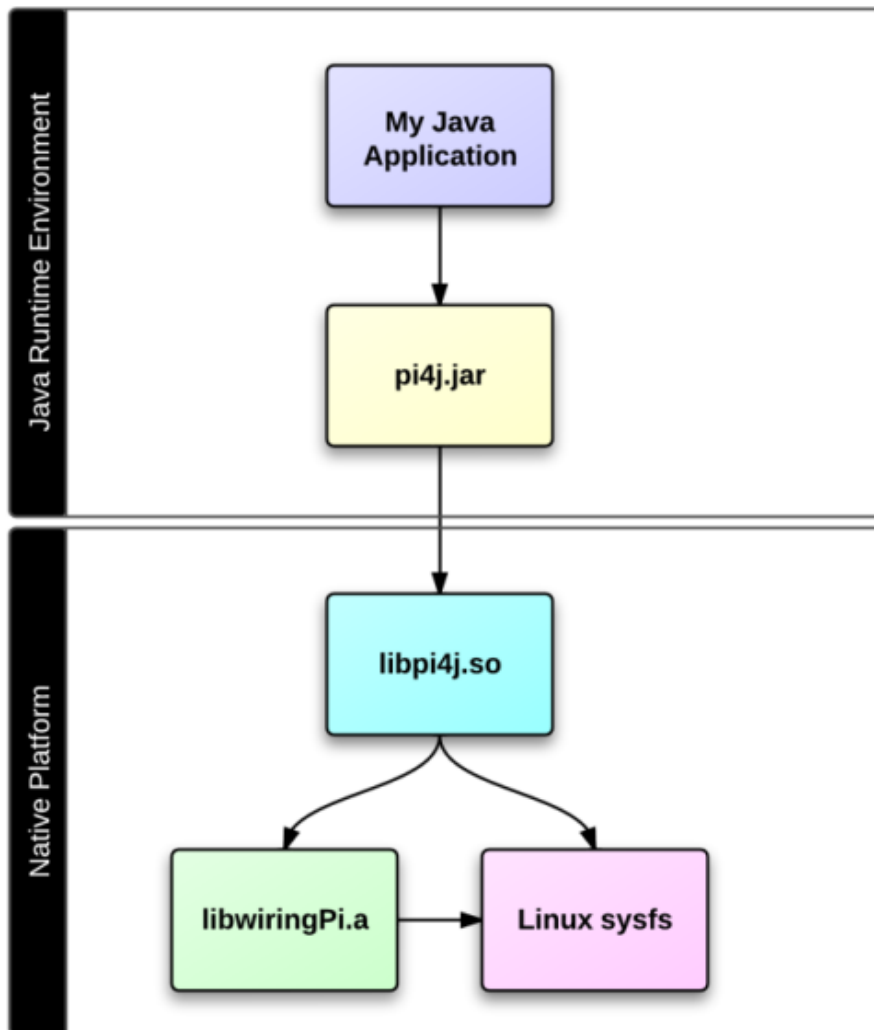 Java Runtime Environment
My Java
Application
pi4j.jar
Native Platform
libpi4j.so
libwiringPi.a
Linux sysfs